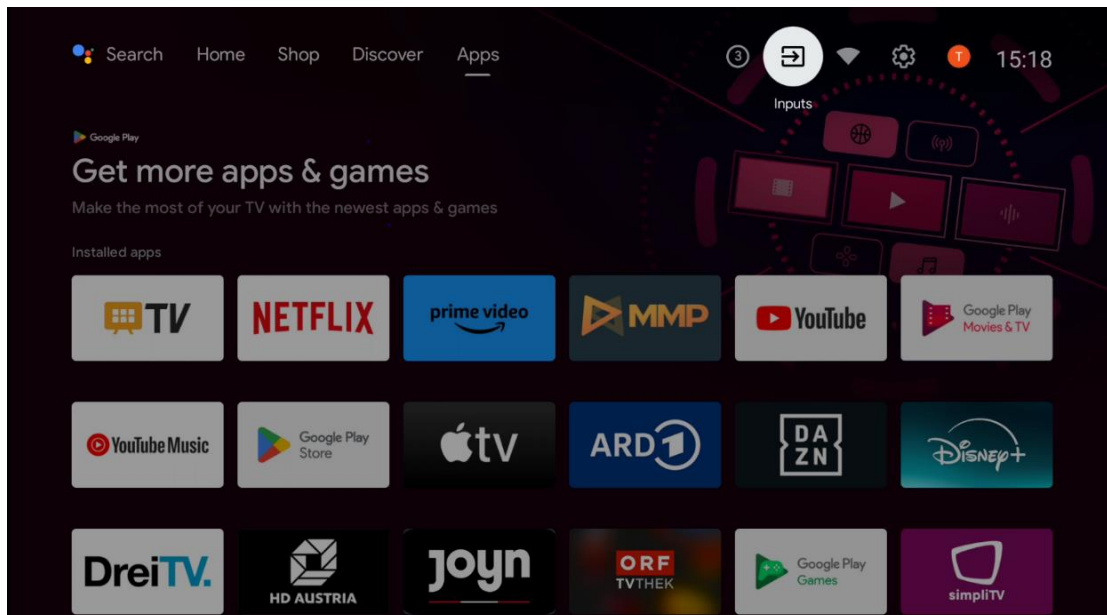 Search Home Shop Discover Apps 3 T 15:18
Inputs
Google Play
Get more apps & games
Make the most of your TV with the newest apps & games
Installed apps
TV NETFLIX prime video MMP YouTube Google Play
Movies & TV
YouTube Music Google Play
Store tv ARD 1 DA
ZN Disney+
DreiTV. HD AUSTRIA joyn ORF
TVTHEK Google Play
Games simpliTV